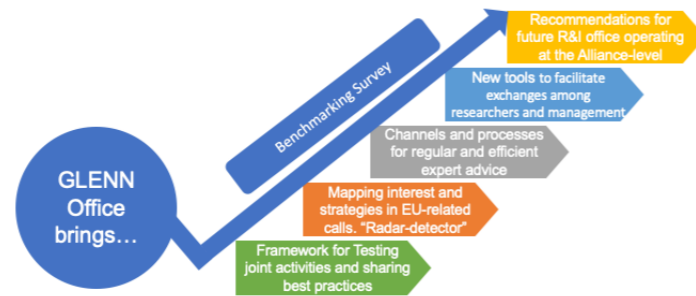 GLENN
Office
brings…
Benchmarking Survey
Recommendations for
future R&I office operating
at the Alliance-level
New tools to facilitate
exchanges among
researchers and management
Channels and processes
for regular and efficient
expert advice
Mapping interest and
strategies in EU-related
calls. “Radar-detector”
Framework for Testing
joint activities and sharing
best practices